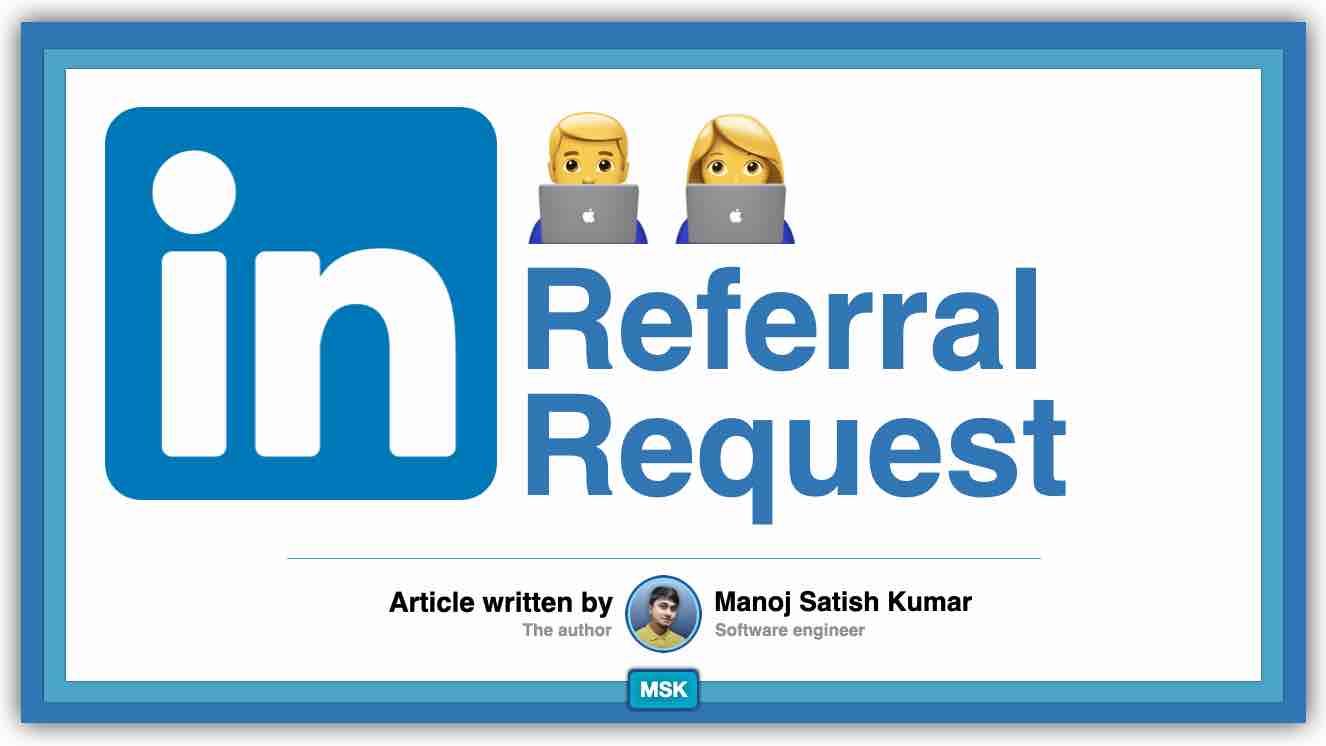 in
Referral
Request
Article written by
Manoj Satish Kumar
The author
Software engineer
MSK